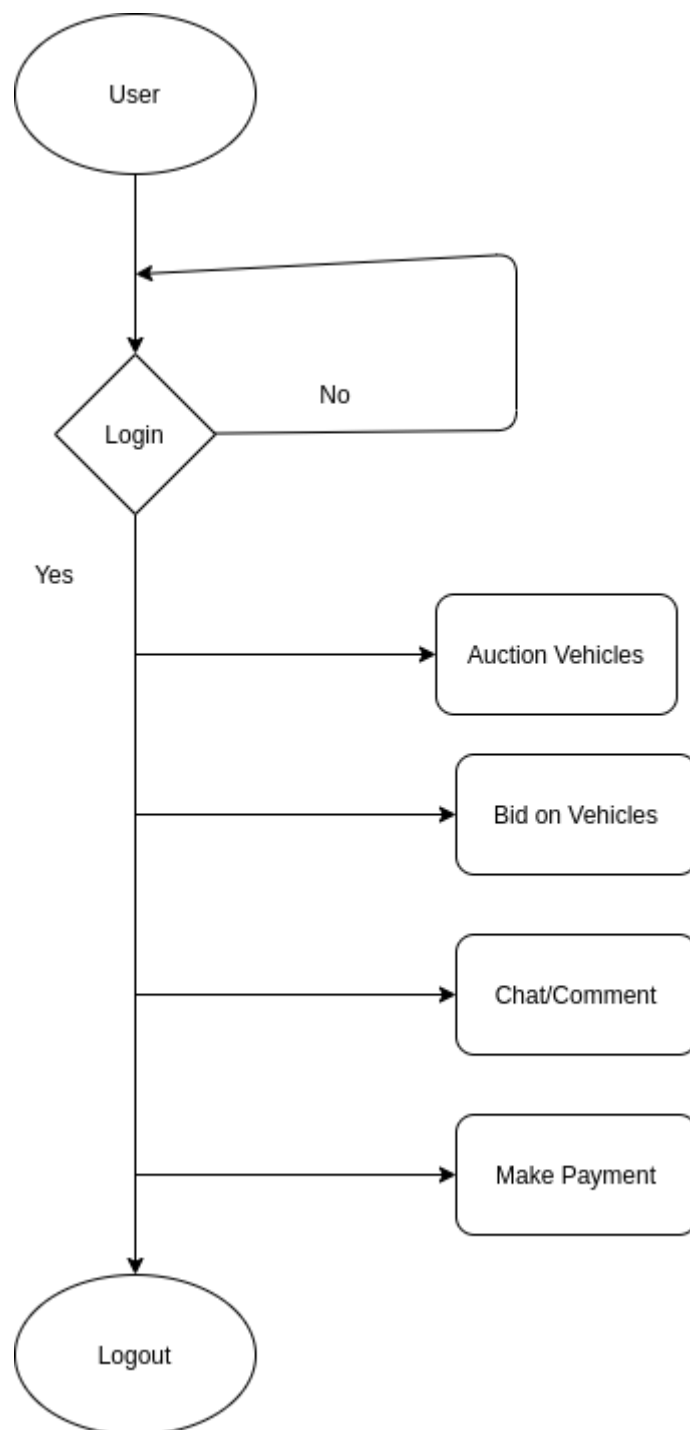 User
No
Login
Yes
Auction Vehicles
Bid on Vehicles
Chat/Comment
Make Payment
Logout